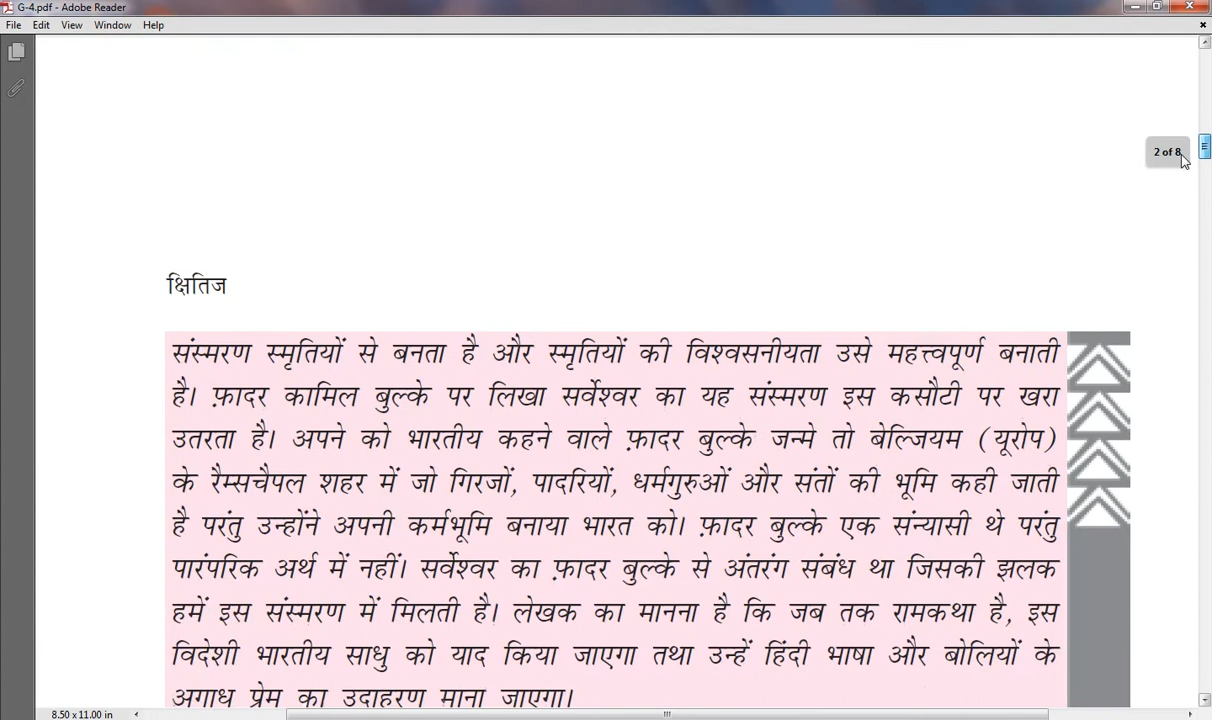 G-4.pdf - Adobe Reader
File Edit View Window Help
2 of 8
क्षितिज
संस्मरण स्मृतियों से बनता है और स्मृतियों की विश्वसनीयता उसे महत्त्वपूर्ण बनाती
है। फ़ादर कामिल बुल्के पर लिखा सर्वेश्वर का यह संस्मरण इस कसौटी पर खरा
उतरता है। अपने को भारतीय कहने वाले फ़ादर बुल्के जन्मे तो बेल्जियम (यूरोप)
के रैम्सचैपल शहर में जो गिरजों, पादरियों, धर्मगुरुओं और संतों की भूमि कही जाती
है परंतु उन्होंने अपनी कर्मभूमि बनाया भारत को। फ़ादर बुल्के एक संन्यासी थे परंतु
पारंपरिक अर्थ में नहीं। सर्वेश्वर का फ़ादर बुल्के से अंतरंग संबंध था जिसकी झलक
हमें इस संस्मरण में मिलती है। लेखक का मानना है कि जब तक रामकथा है, इस
विदेशी भारतीय साधु को याद किया जाएगा तथा उन्हें हिंदी भाषा और बोलियों के
अगाध प्रेम का उदाहरण माना जाएगा।
8.50 x 11.00 in